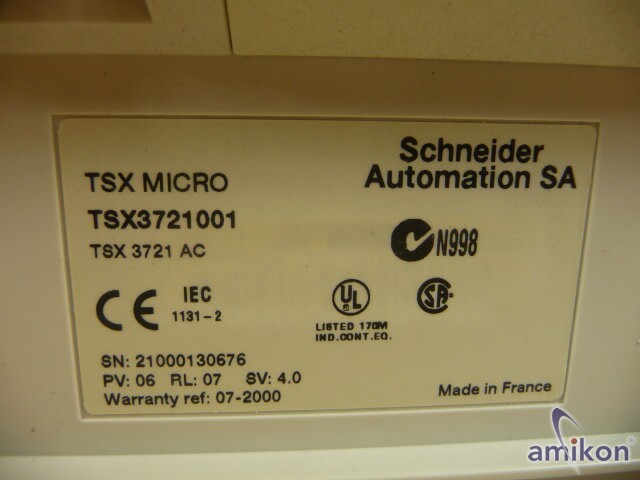 TSX MICRO
TSX3721001
TSX 3721 AC
Schneider
Automation SA
N998
CE
IEC
1131-2
UL
LISTED 170M
IND.CONT.EQ.
SA
SN: 21000130676
PV: 06 RL: 07 SV: 4.0
Warranty ref: 07-2000
Made in France
amikon